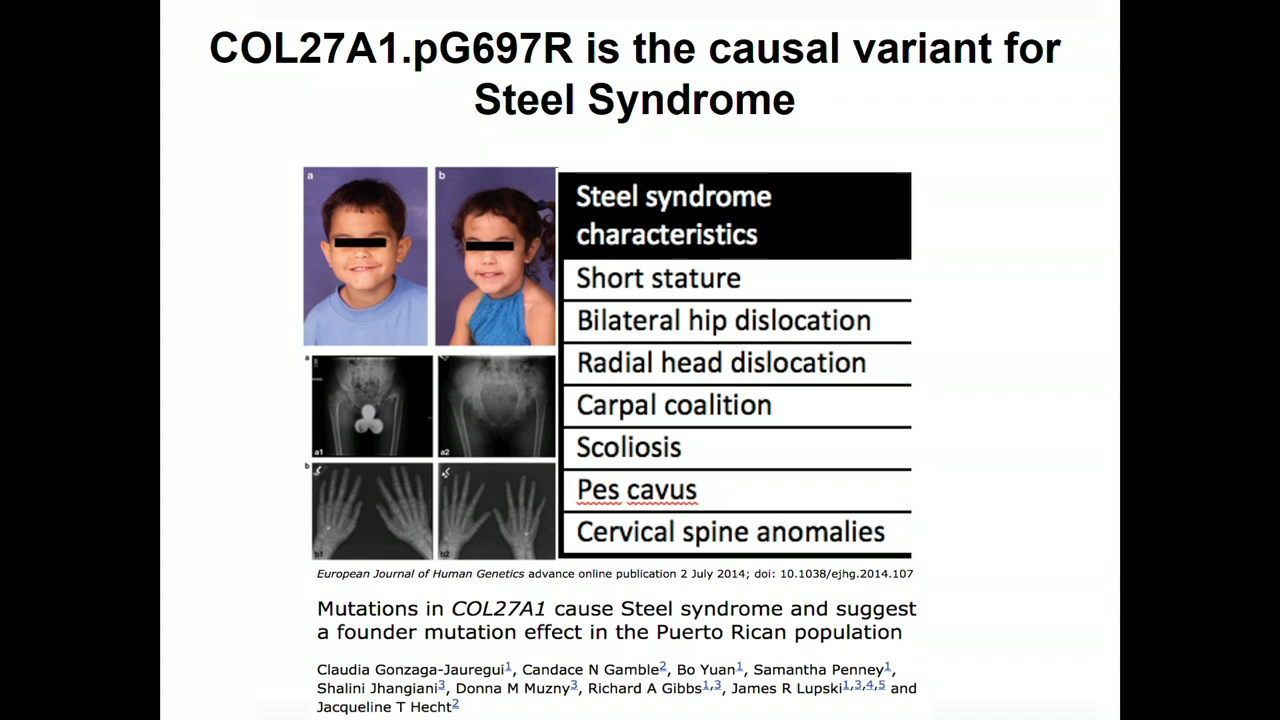 COL27A1.pG697R is the causal variant for
Steel Syndrome
a
b
Steel syndrome
characteristics
Short stature
Bilateral hip dislocation
Radial head dislocation
Carpal coalition
Scoliosis
Pes cavus
Cervical spine anomalies
a
a1
a2
b
b1
b2
European Journal of Human Genetics advance online publication 2 July 2014; doi: 10.1038/ejhg.2014.107
Mutations in COL27A1 cause Steel syndrome and suggest
a founder mutation effect in the Puerto Rican population
Claudia Gonzaga-Jauregui1, Candace N Gamble2, Bo Yuan1, Samantha Penney1,
Shalini Jhangiani3, Donna M Muzny3, Richard A Gibbs1,3, James R Lupski1,3,4,5 and
Jacqueline T Hecht2